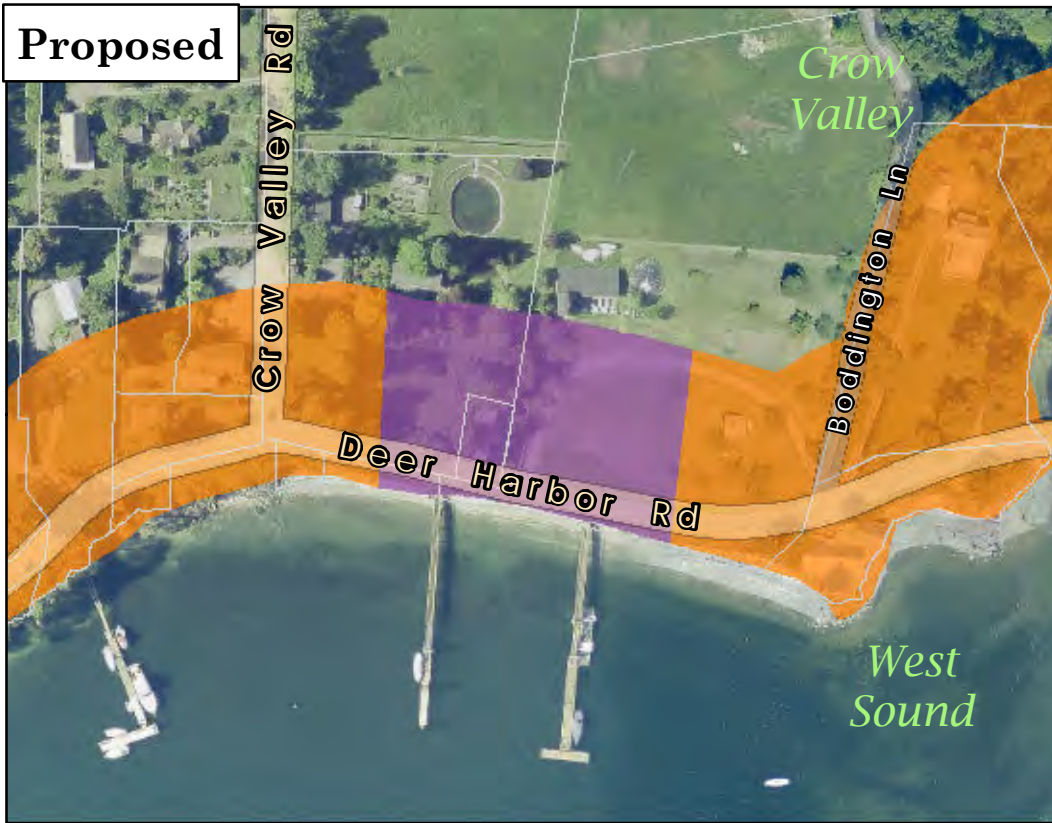 Proposed
Crow Valley Rd
Crow
Valley
Boddington Ln
Deer Harbor Rd
West
Sound